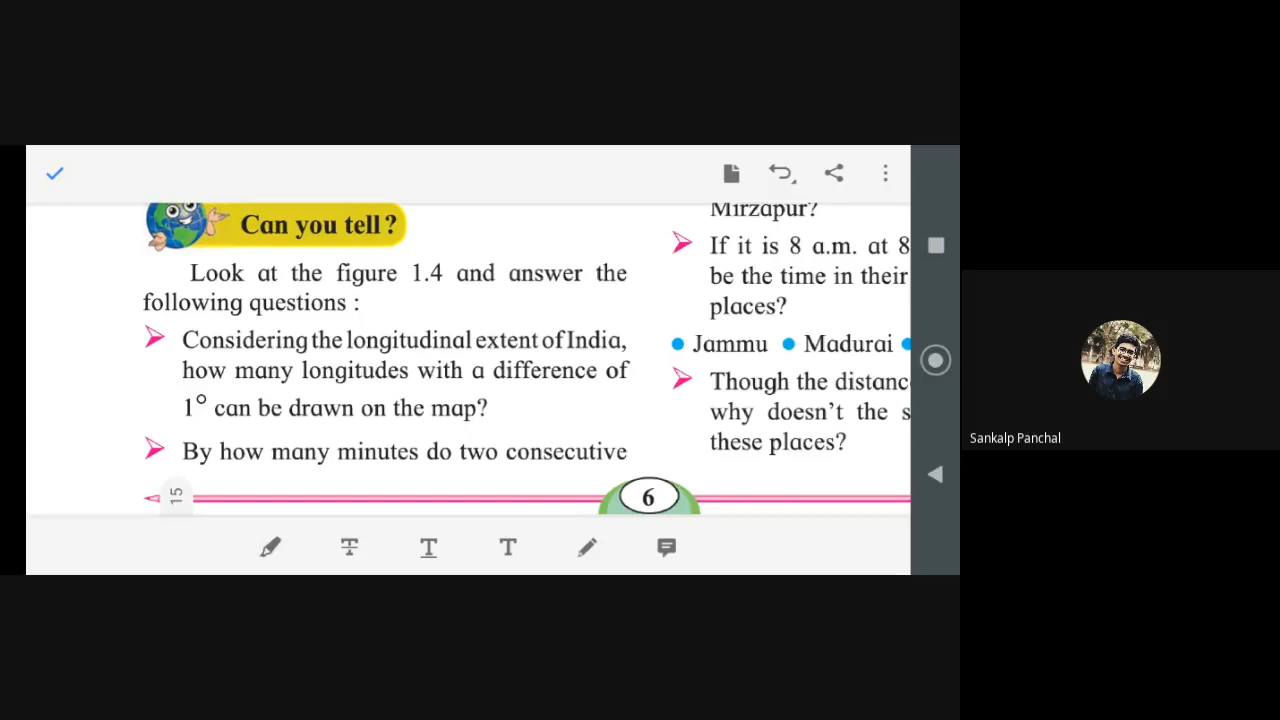 Can you tell?
Look at the figure 1.4 and answer the
following questions :
Considering the longitudinal extent of India,
how many longitudes with a difference of
1° can be drawn on the map?
By how many minutes do two consecutive
15
Mirzapur?
If it is 8 a.m. at 8
be the time in their
places?
• Jammu • Madurai •
Though the distanc
why doesn't the s
these places?
6
T T T
Sankalp Panchal